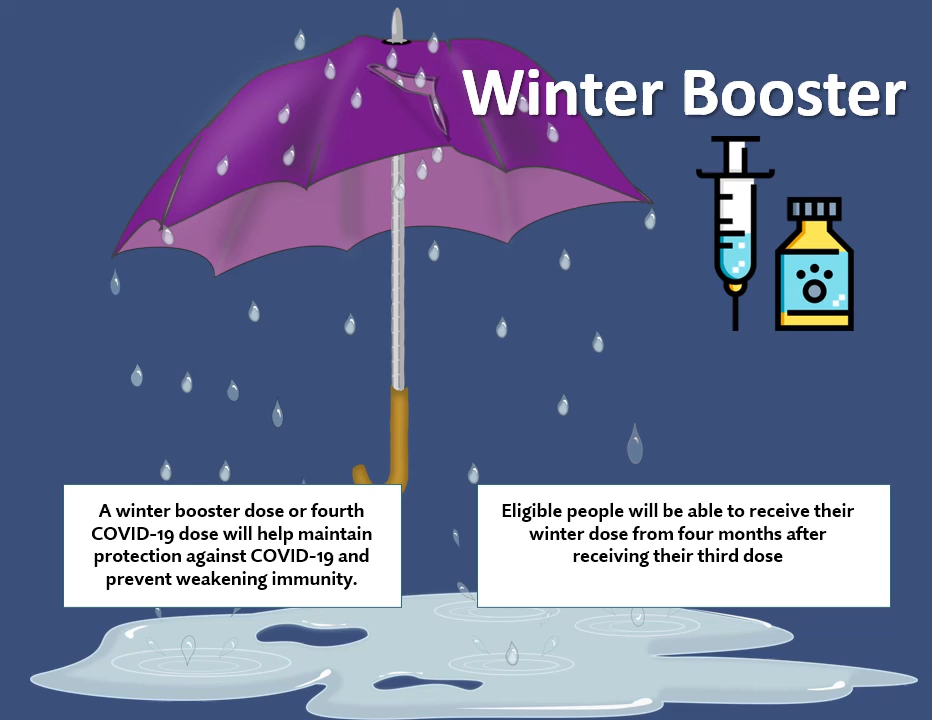 Winter Booster
A winter booster dose or fourth
COVID-19 dose will help maintain
protection against COVID-19 and
prevent weakening immunity.
Eligible people will be able to receive their
winter dose from four months after
receiving their third dose